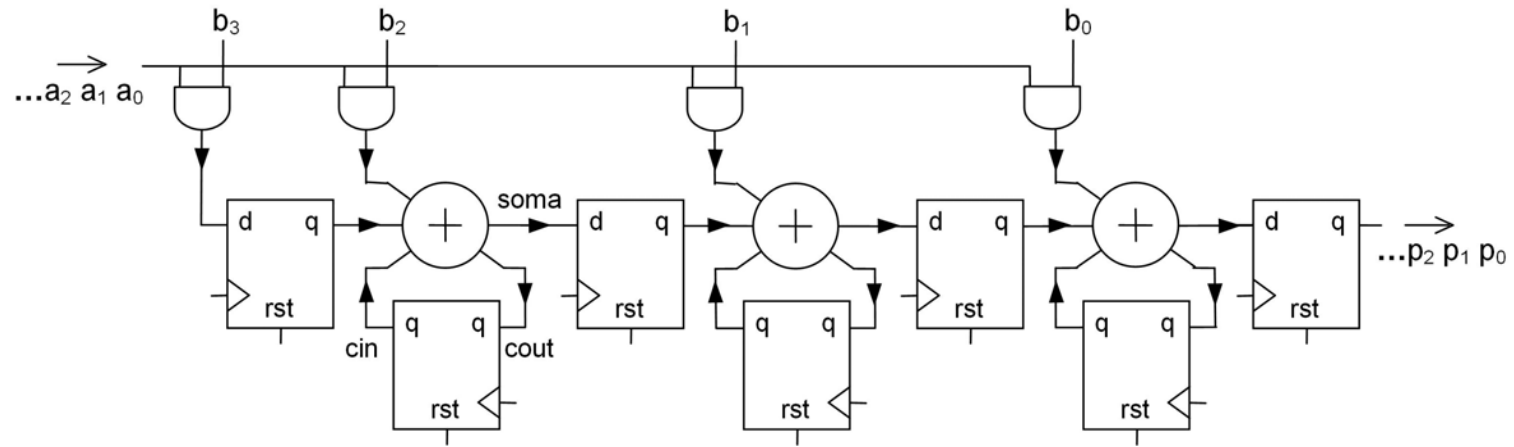 b₃ b₂ b₁ b₀
...a₂ a₁ a₀
soma
d q + d q + d q + d q
...p₂ p₁ p₀
rst rst rst rst
q q q q q q
cin cout
rst rst rst